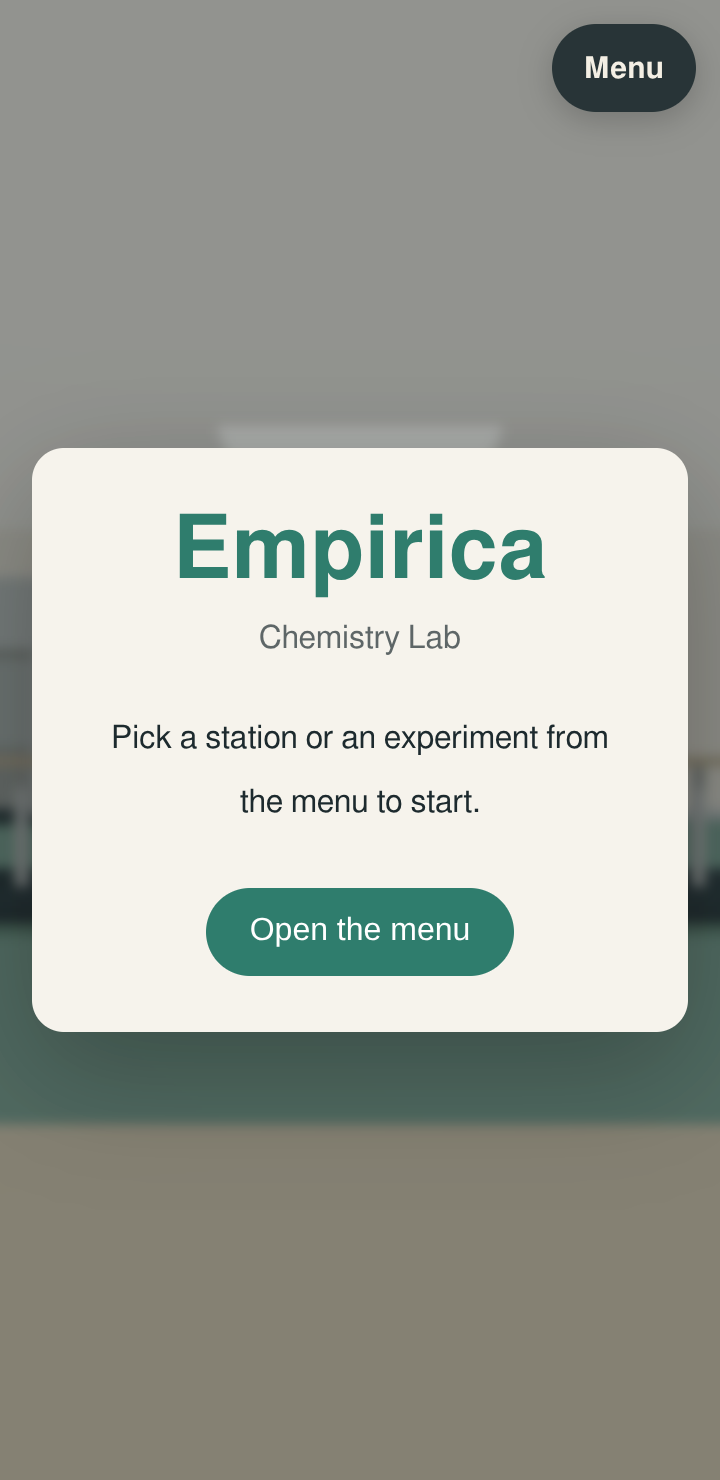 Menu
Empirica
Chemistry Lab
Pick a station or an experiment from
the menu to start.
Open the menu